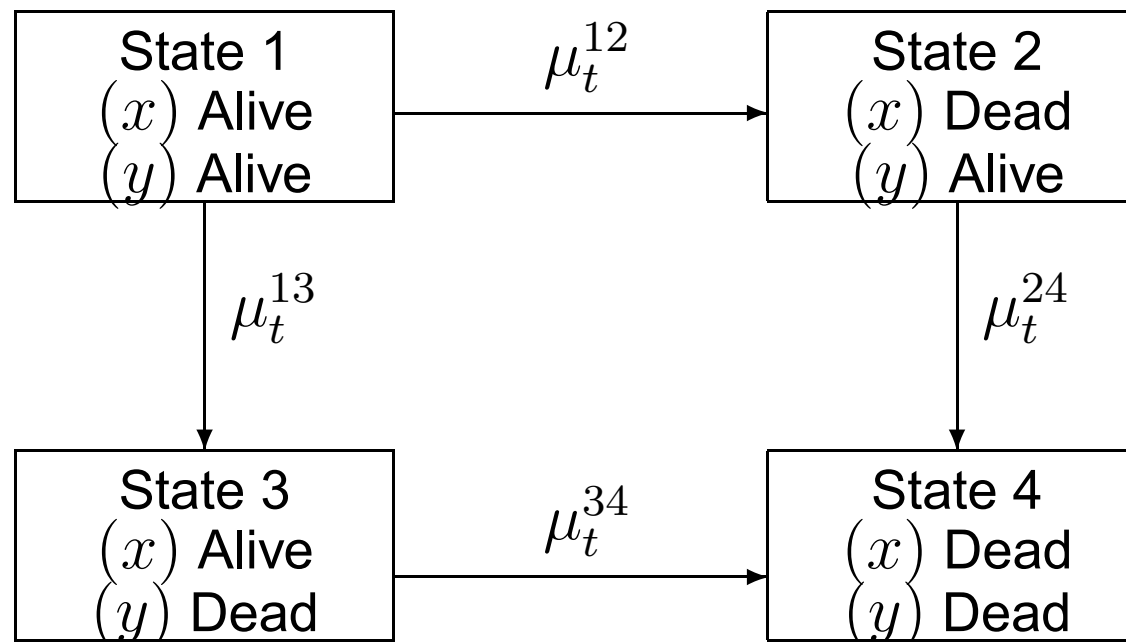 State 1
(x) Alive
(y) Alive
μ_t^{12}
State 2
(x) Dead
(y) Alive
μ_t^{13}
μ_t^{24}
State 3
(x) Alive
(y) Dead
μ_t^{34}
State 4
(x) Dead
(y) Dead